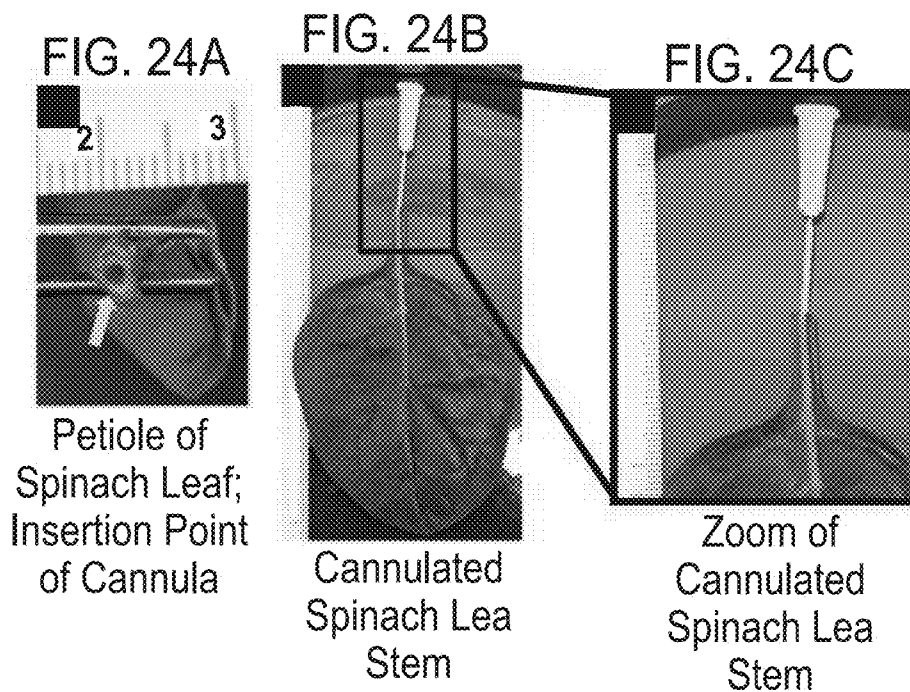 FIG. 24A
2
3
Petiole of
Spinach Leaf;
Insertion Point
of Cannula
FIG. 24B
Cannulated
Spinach Lea
Stem
FIG. 24C
Zoom of
Cannulated
Spinach Lea
Stem